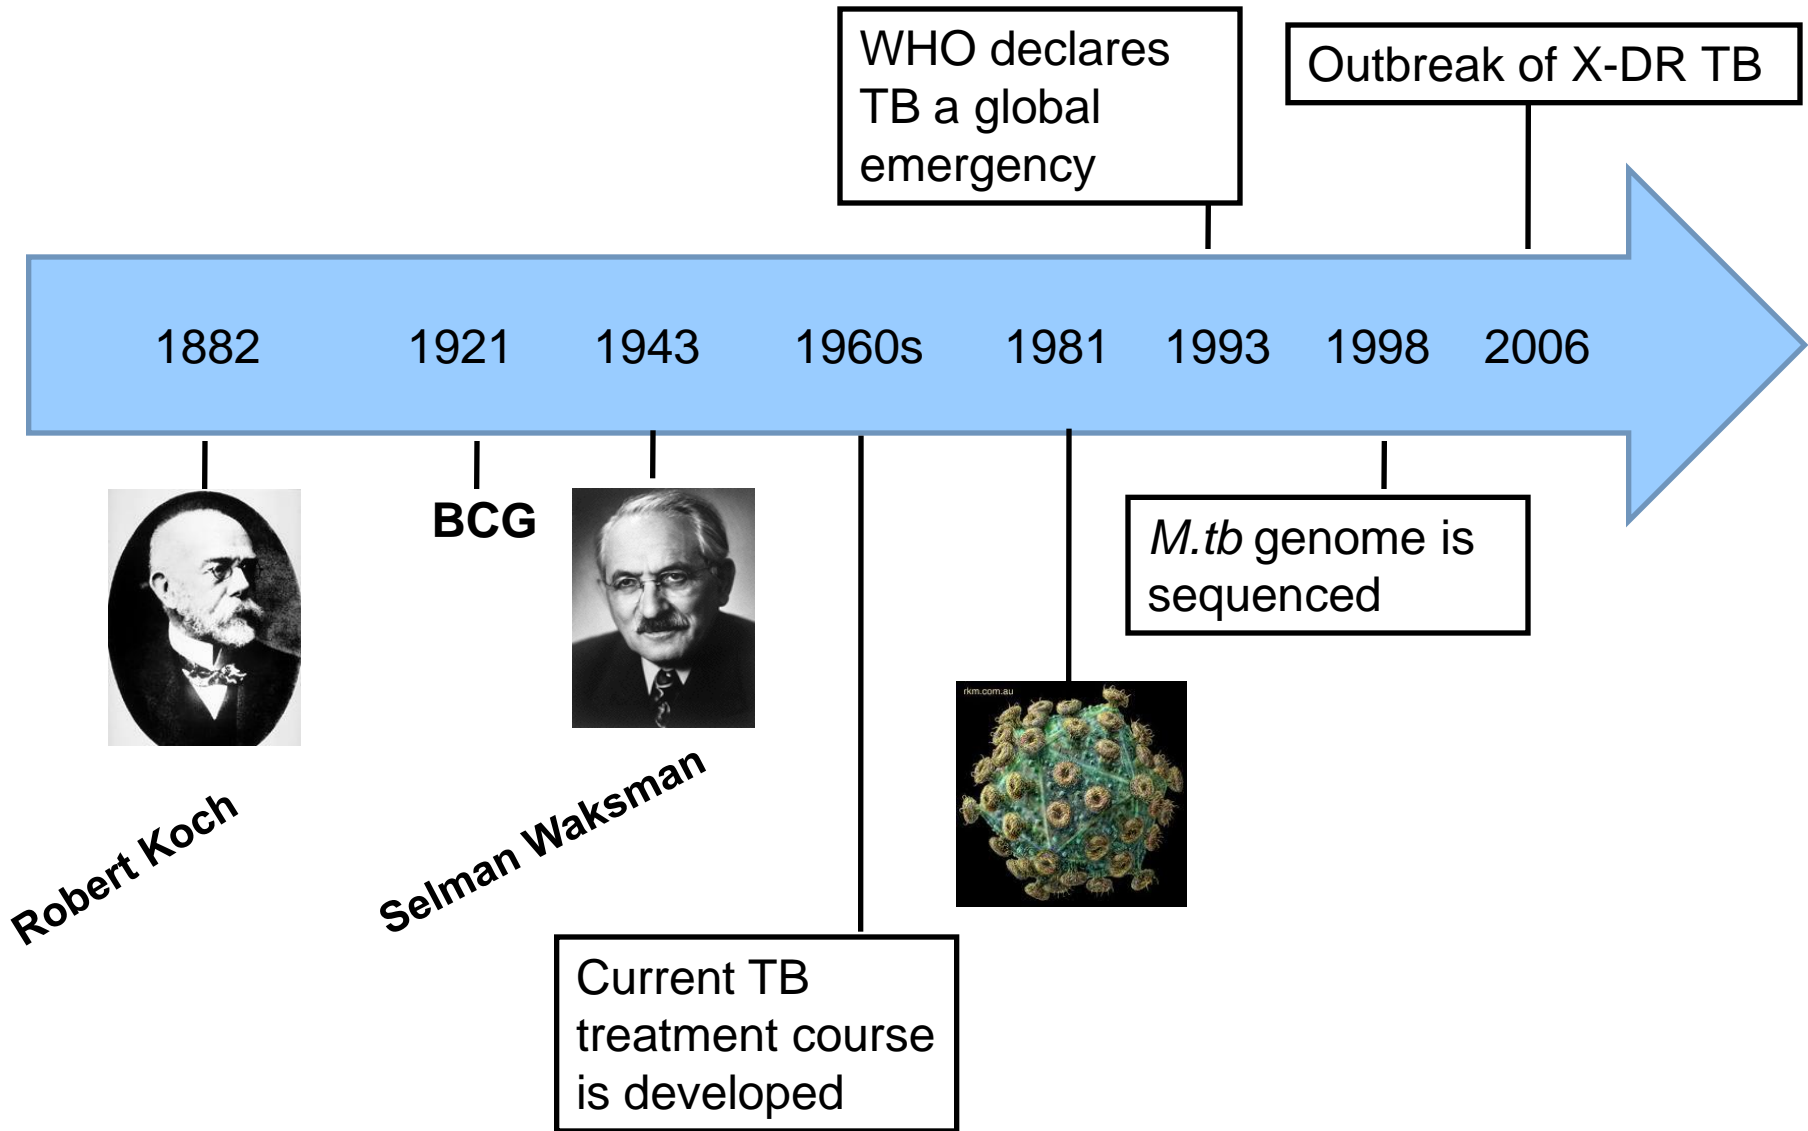 WHO declares
TB a global
emergency
Outbreak of X-DR TB
1882 1921 1943 1960s 1981 1993 1998 2006
BCG
M.tb genome is
sequenced
rkm.com.au
Robert Koch
Selman Waksman
Current TB
treatment course
is developed